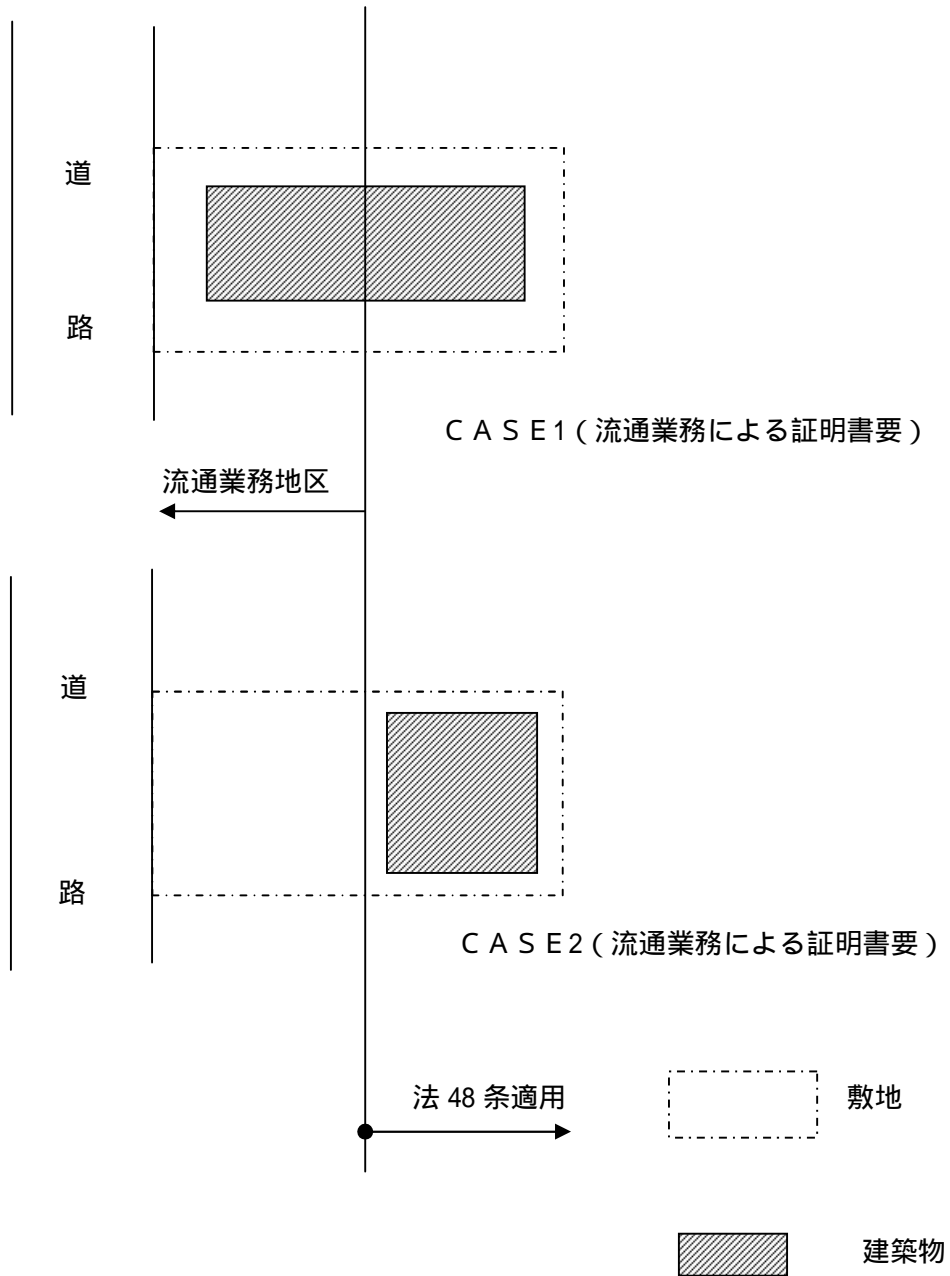 道
路
ＣＡＳＥ1（流通業務による証明書要）
流通業務地区
道
路
ＣＡＳＥ2（流通業務による証明書要）
法 48 条適用
敷地
建築物